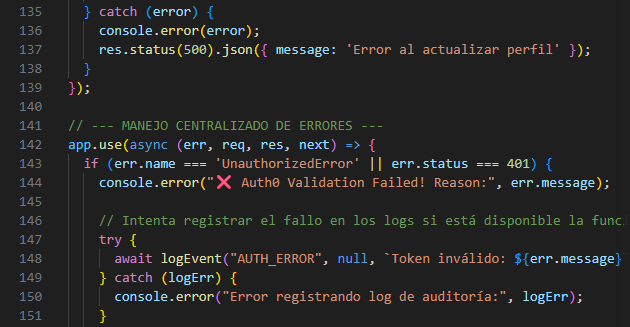 135 } catch (error) {
136 console.error(error);
137 res.status(500).json({ message: 'Error al actualizar perfil' });
138 }
139 });
140
141 // --- MANEJO CENTRALIZADO DE ERRORES ---
142 app.use(async (err, req, res, next) => {
143 if (err.name === 'UnauthorizedError' || err.status === 401) {
144 console.error("❌ Auth0 Validation Failed! Reason:", err.message);
145
146 // Intenta registrar el fallo en los logs si está disponible la func
147 try {
148 await logEvent("AUTH_ERROR", null, `Token inválido: ${err.message}`
149 } catch (logErr) {
150 console.error("Error registrando log de auditoría:", logErr);
151 }